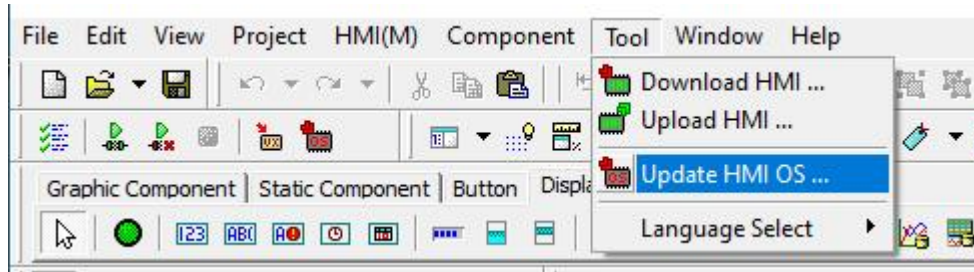 File Edit View Project HMI(M) Component Tool Window Help
Download HMI ...
Upload HMI ...
Update HMI OS ...
Language Select
Graphic Component Static Component Button Displa
123 ABC